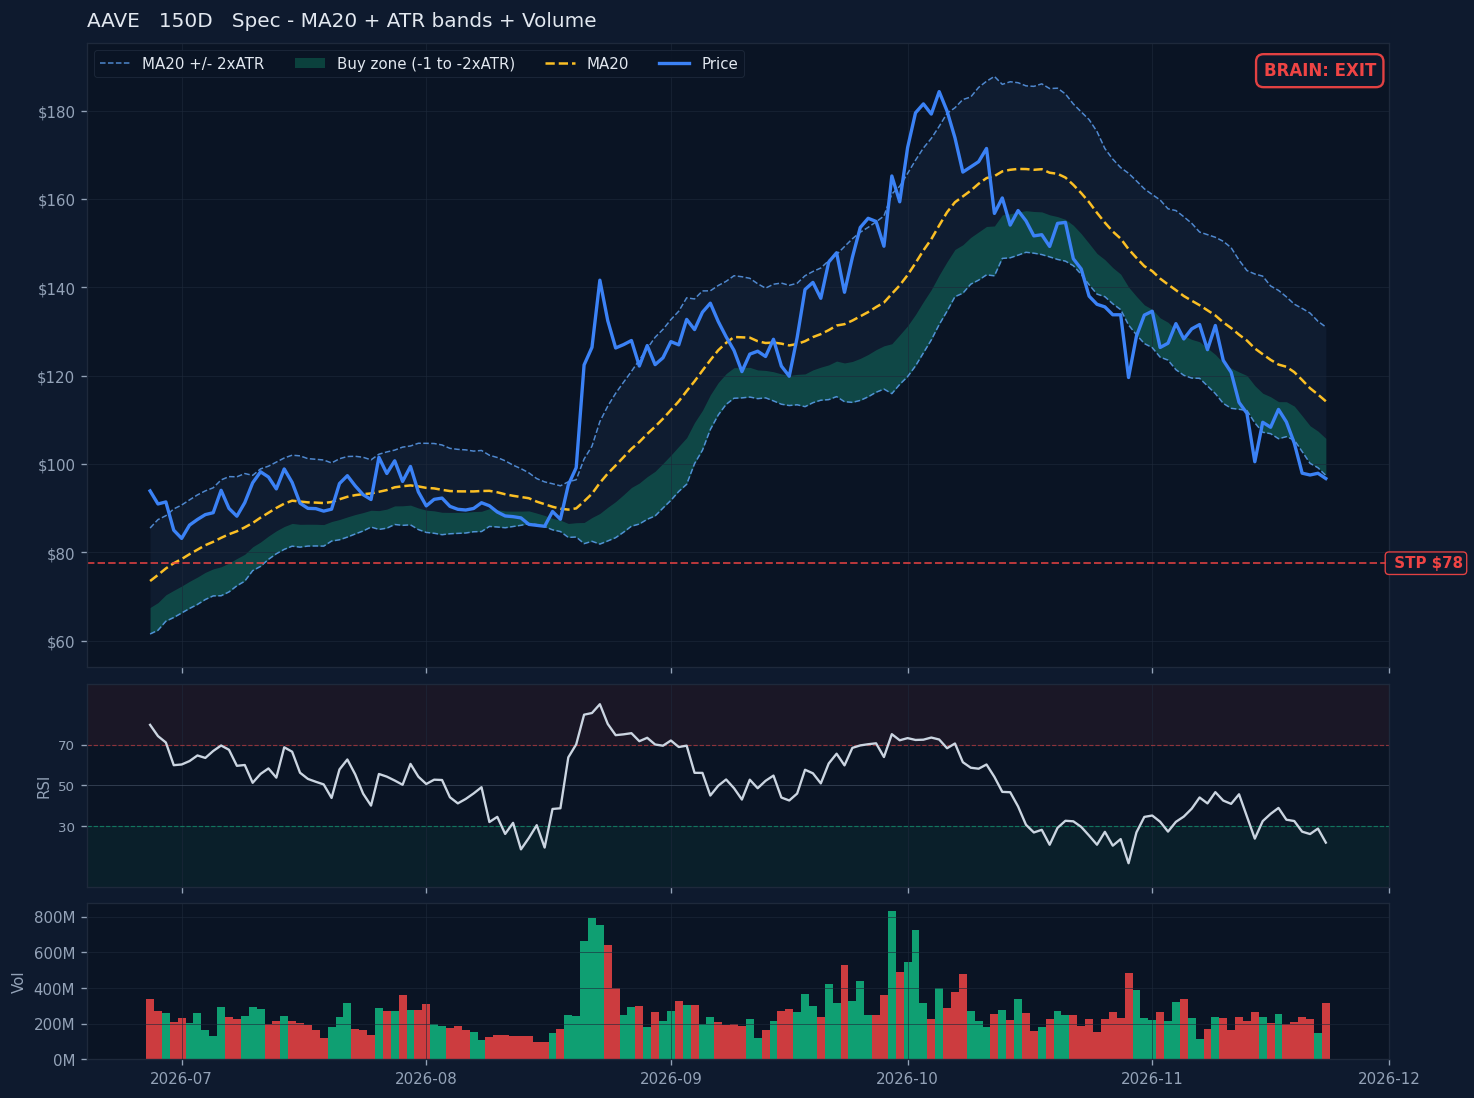 AAVE   150D   Spec - MA20 + ATR bands + Volume
MA20 +/- 2xATR
Buy zone (-1 to -2xATR)
MA20
Price
BRAIN: EXIT
$180
$160
$140
$120
$100
$80
$60
STP $78
RSI
70
50
30
Vol
800M
600M
400M
200M
0M
2026-07
2026-08
2026-09
2026-10
2026-11
2026-12